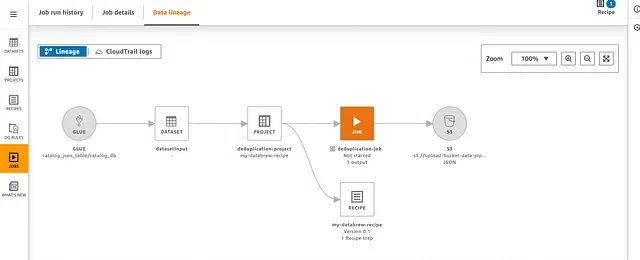 Job run history
Job details
Data lineage
1
Recipe
DATASETS
PROJECTS
RECIPES
DQ RULES
JOBS
WHAT'S NEW
Lineage
CloudTrail logs
Zoom
100%
GLUE
GLUE
catalog_json_table/catalog_db
DATASET
datasetInput
-
PROJECT
deduplication-project
my-databrew-recipe
JOB
deduplication-job
Not started
1 output
S3
S3
s3://upload-bucket-data-pip...
JSON
RECIPE
my-databrew-recipe
Version 0.1
1 Recipe step